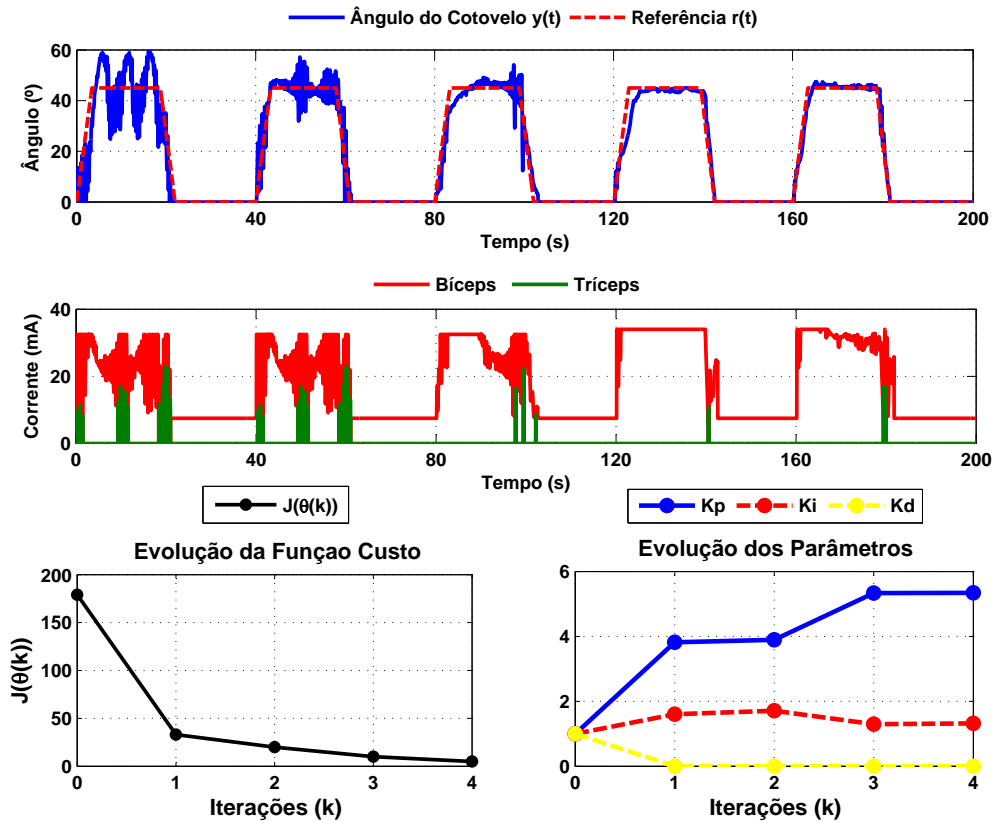 Ângulo do Cotovelo y(t) Referência r(t)
60
40
20
0
Ângulo (º)
0 40 80 120 160 200
Tempo (s)
Bíceps Tríceps
40
20
0
Corrente (mA)
0 40 80 120 160 200
Tempo (s)
J(θ(k))
Evolução da Funçao Custo
200
150
100
50
0
J(θ(k))
0 1 2 3 4
Iterações (k)
Kp Ki Kd
Evolução dos Parâmetros
6
4
2
0
0 1 2 3 4
Iterações (k)